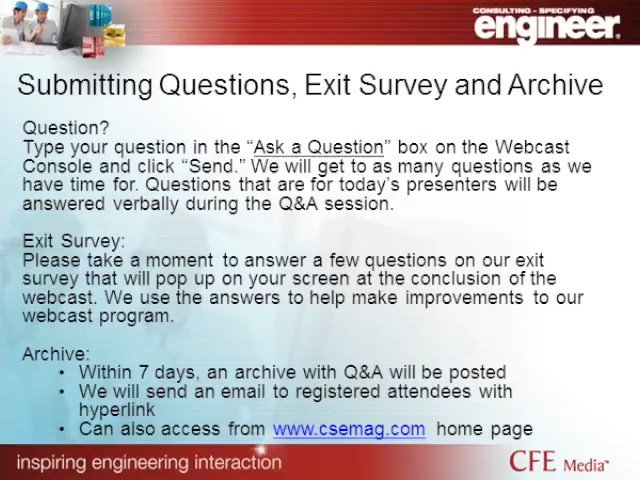 CONSULTING - SPECIFYING
engineer.
Submitting Questions, Exit Survey and Archive
Question?
Type your question in the “Ask a Question” box on the Webcast
Console and click “Send.” We will get to as many questions as we
have time for. Questions that are for today’s presenters will be
answered verbally during the Q&A session.
Exit Survey:
Please take a moment to answer a few questions on our exit
survey that will pop up on your screen at the conclusion of the
webcast. We use the answers to help make improvements to our
webcast program.
Archive:
• Within 7 days, an archive with Q&A will be posted
• We will send an email to registered attendees with
hyperlink
• Can also access from www.csemag.com home page
inspiring engineering interaction
CFE Media™